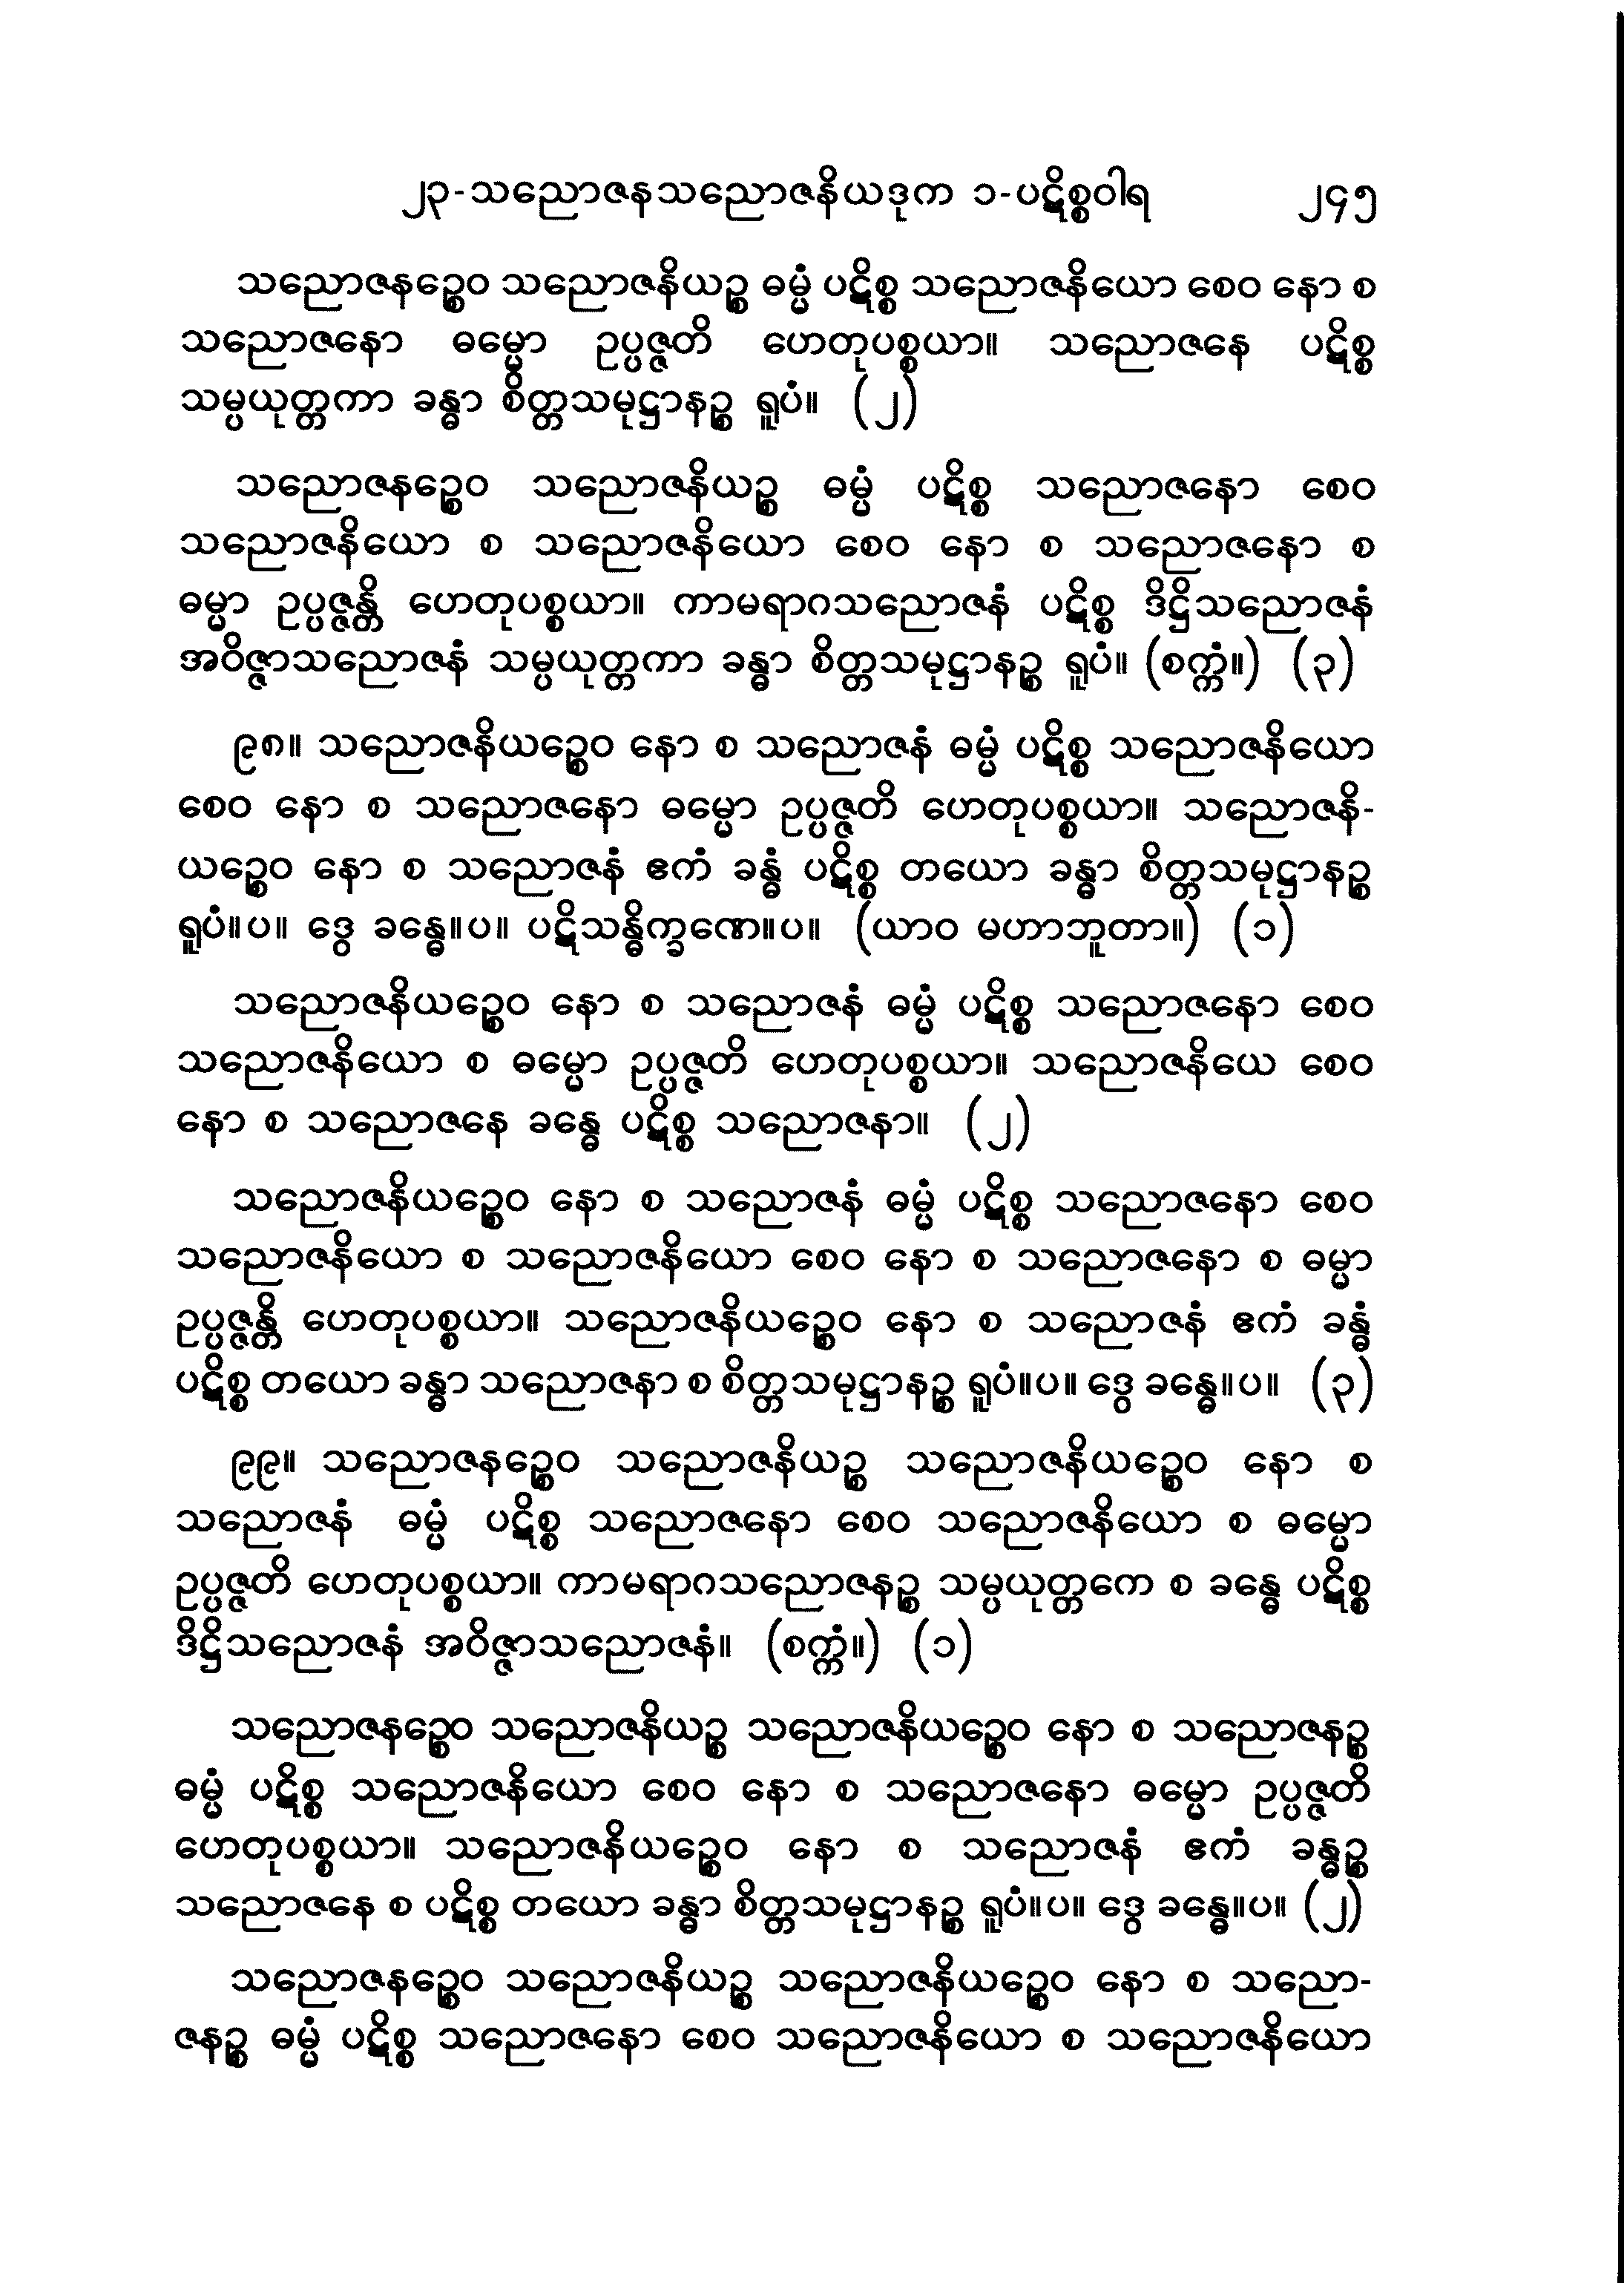 ၂၃-သညောဇနသညောဇနိယဒုက ၁-ပဋိစ္စဝါရ ၂၄၅
သညောဇနဉ္စေဝ သညောဇနိယဉ္စ ဓမ္မံ ပဋိစ္စ သညောဇနိယော စေဝ နော စ
သညောဇနော ဓမ္မော ဥပ္ပဇ္ဇတိ ဟေတုပစ္စယာ။ သညောဇနေ ပဋိစ္စ
သမ္ပယုတ္တကာ ခန္ဓာ စိတ္တသမုဋ္ဌာနဉ္စ ရူပံ။ (၂)
သညောဇနဉ္စေဝ သညောဇနိယဉ္စ ဓမ္မံ ပဋိစ္စ သညောဇနော စေဝ
သညောဇနိယော စ သညောဇနိယော စေဝ နော စ သညောဇနော စ
ဓမ္မာ ဥပ္ပဇ္ဇန္တိ ဟေတုပစ္စယာ။ ကာမရာဂသညောဇနံ ပဋိစ္စ ဒိဋ္ဌိသညောဇနံ
အဝိဇ္ဇာသညောဇနံ သမ္ပယုတ္တကာ ခန္ဓာ စိတ္တသမုဋ္ဌာနဉ္စ ရူပံ။ (စက္ကံ။) (၃)
၉၈။ သညောဇနိယဉ္စေဝ နော စ သညောဇနံ ဓမ္မံ ပဋိစ္စ သညောဇနိယော
စေဝ နော စ သညောဇနော ဓမ္မော ဥပ္ပဇ္ဇတိ ဟေတုပစ္စယာ။ သညောဇနိ-
ယဉ္စေဝ နော စ သညောဇနံ ဧကံ ခန္ဓံ ပဋိစ္စ တယော ခန္ဓာ စိတ္တသမုဋ္ဌာနဉ္စ
ရူပံ။ပ။ ဒွေ ခန္ဓေ။ပ။ ပဋိသန္ဓိက္ခဏေ။ပ။ (ယာဝ မဟာဘူတာ။) (၁)
သညောဇနိယဉ္စေဝ နော စ သညောဇနံ ဓမ္မံ ပဋိစ္စ သညောဇနော စေဝ
သညောဇနိယော စ ဓမ္မော ဥပ္ပဇ္ဇတိ ဟေတုပစ္စယာ။ သညောဇနိယေ စေဝ
နော စ သညောဇနေ ခန္ဓေ ပဋိစ္စ သညောဇနာ။ (၂)
သညောဇနိယဉ္စေဝ နော စ သညောဇနံ ဓမ္မံ ပဋိစ္စ သညောဇနော စေဝ
သညောဇနိယော စ သညောဇနိယော စေဝ နော စ သညောဇနော စ ဓမ္မာ
ဥပ္ပဇ္ဇန္တိ ဟေတုပစ္စယာ။ သညောဇနိယဉ္စေဝ နော စ သညောဇနံ ဧကံ ခန္ဓံ
ပဋိစ္စ တယော ခန္ဓာ သညောဇနာ စ စိတ္တသမုဋ္ဌာနဉ္စ ရူပံ။ပ။ ဒွေ ခန္ဓေ။ပ။ (၃)
၉၉။ သညောဇနဉ္စေဝ သညောဇနိယဉ္စ သညောဇနိယဉ္စေဝ နော စ
သညောဇနံ ဓမ္မံ ပဋိစ္စ သညောဇနော စေဝ သညောဇနိယော စ ဓမ္မော
ဥပ္ပဇ္ဇတိ ဟေတုပစ္စယာ။ ကာမရာဂသညောဇနဉ္စ သမ္ပယုတ္တကေ စ ခန္ဓေ ပဋိစ္စ
ဒိဋ္ဌိသညောဇနံ အဝိဇ္ဇာသညောဇနံ။ (စက္ကံ။) (၁)
သညောဇနဉ္စေဝ သညောဇနိယဉ္စ သညောဇနိယဉ္စေဝ နော စ သညောဇနဉ္စ
ဓမ္မံ ပဋိစ္စ သညောဇနိယော စေဝ နော စ သညောဇနော ဓမ္မော ဥပ္ပဇ္ဇတိ
ဟေတုပစ္စယာ။ သညောဇနိယဉ္စေဝ နော စ သညောဇနံ ဧကံ ခန္ဓဉ္စ
သညောဇနေ စ ပဋိစ္စ တယော ခန္ဓာ စိတ္တသမုဋ္ဌာနဉ္စ ရူပံ။ပ။ ဒွေ ခန္ဓေ။ပ။ (၂)
သညောဇနဉ္စေဝ သညောဇနိယဉ္စ သညောဇနိယဉ္စေဝ နော စ သညော-
ဇနဉ္စ ဓမ္မံ ပဋိစ္စ သညောဇနော စေဝ သညောဇနိယော စ သညောဇနိယော